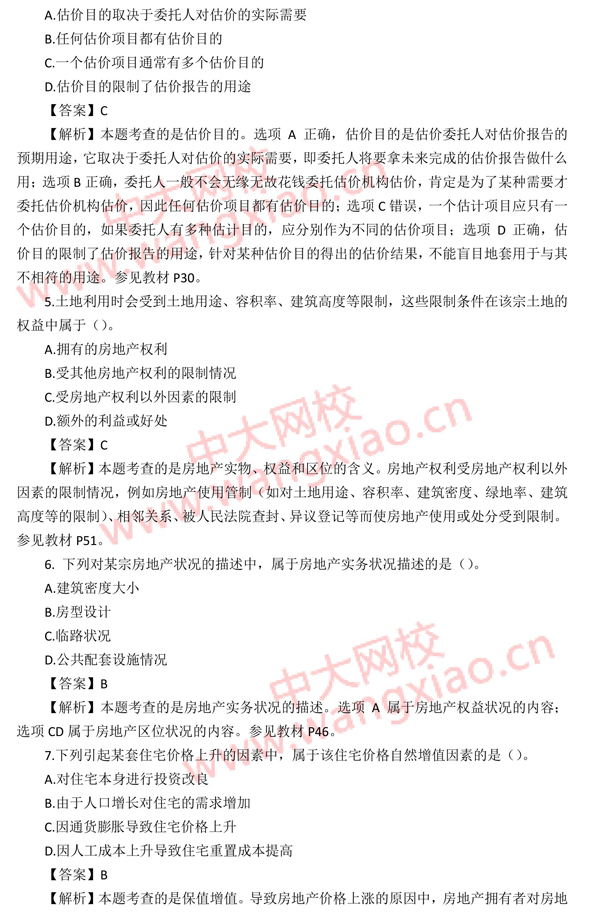 A.估价目的取决于委托人对估价的实际需要
B.任何估价项目都有估价目的
C.一个估价项目通常有多个估价目的
D.估价目的限制了估价报告的用途
【答案】C
【解析】本题考查的是估价目的。选项 A 正确，估价目的是估价委托人对估价报告的
预期用途，它取决于委托人对估价的实际需要，即委托人将要拿未来完成的估价报告做什么
用；选项 B 正确，委托人一般不会无缘无故花钱委托估价机构估价，肯定是为了某种需要才
委托估价机构估价，因此任何估价项目都有估价目的；选项 C 错误，一个估计项目应只有一
个估价目的，如果委托人有多种估计目的，应分别作为不同的估价项目；选项 D 正确，估
价目的限制了估价报告的用途，针对某种估价目的得出的估价结果，不能盲目地套用于与其
不相符的用途。参见教材 P30。
5.土地利用时会受到土地用途、容积率、建筑高度等限制，这些限制条件在该宗土地的
权益中属于（）。
A.拥有的房地产权利
B.受其他房地产权利的限制情况
C.受房地产权利以外因素的限制
D.额外的利益或好处
【答案】C
【解析】本题考查的是房地产实物、权益和区位的含义。房地产权利受房地产权利以外
因素的限制情况，例如房地产使用管制（如对土地用途、容积率、建筑密度、绿地率、建筑
高度等的限制）、相邻关系、被人民法院查封、异议登记等而使房地产使用或处分受到限制。
参见教材 P51。
6. 下列对某宗房地产状况的描述中，属于房地产实务状况描述的是（）。
A.建筑密度大小
B.房型设计
C.临路状况
D.公共配套设施情况
【答案】B
【解析】本题考查的是房地产实务状况的描述。选项 A 属于房地产权益状况的内容；
选项 CD 属于房地产区位状况的内容。参见教材 P46。
7.下列引起某套住宅价格上升的因素中，属于该住宅价格自然增值因素的是（）。
A.对住宅本身进行投资改良
B.由于人口增长对住宅的需求增加
C.因通货膨胀导致住宅价格上升
D.因人工成本上升导致住宅重置成本提高
【答案】B
【解析】本题考查的是保值增值。导致房地产价格上涨的原因中，房地产拥有者对房地
中大网校
www.wangxiao.cn
中大网校
www.wangxiao.cn
中大网校
www.wangxiao.cn